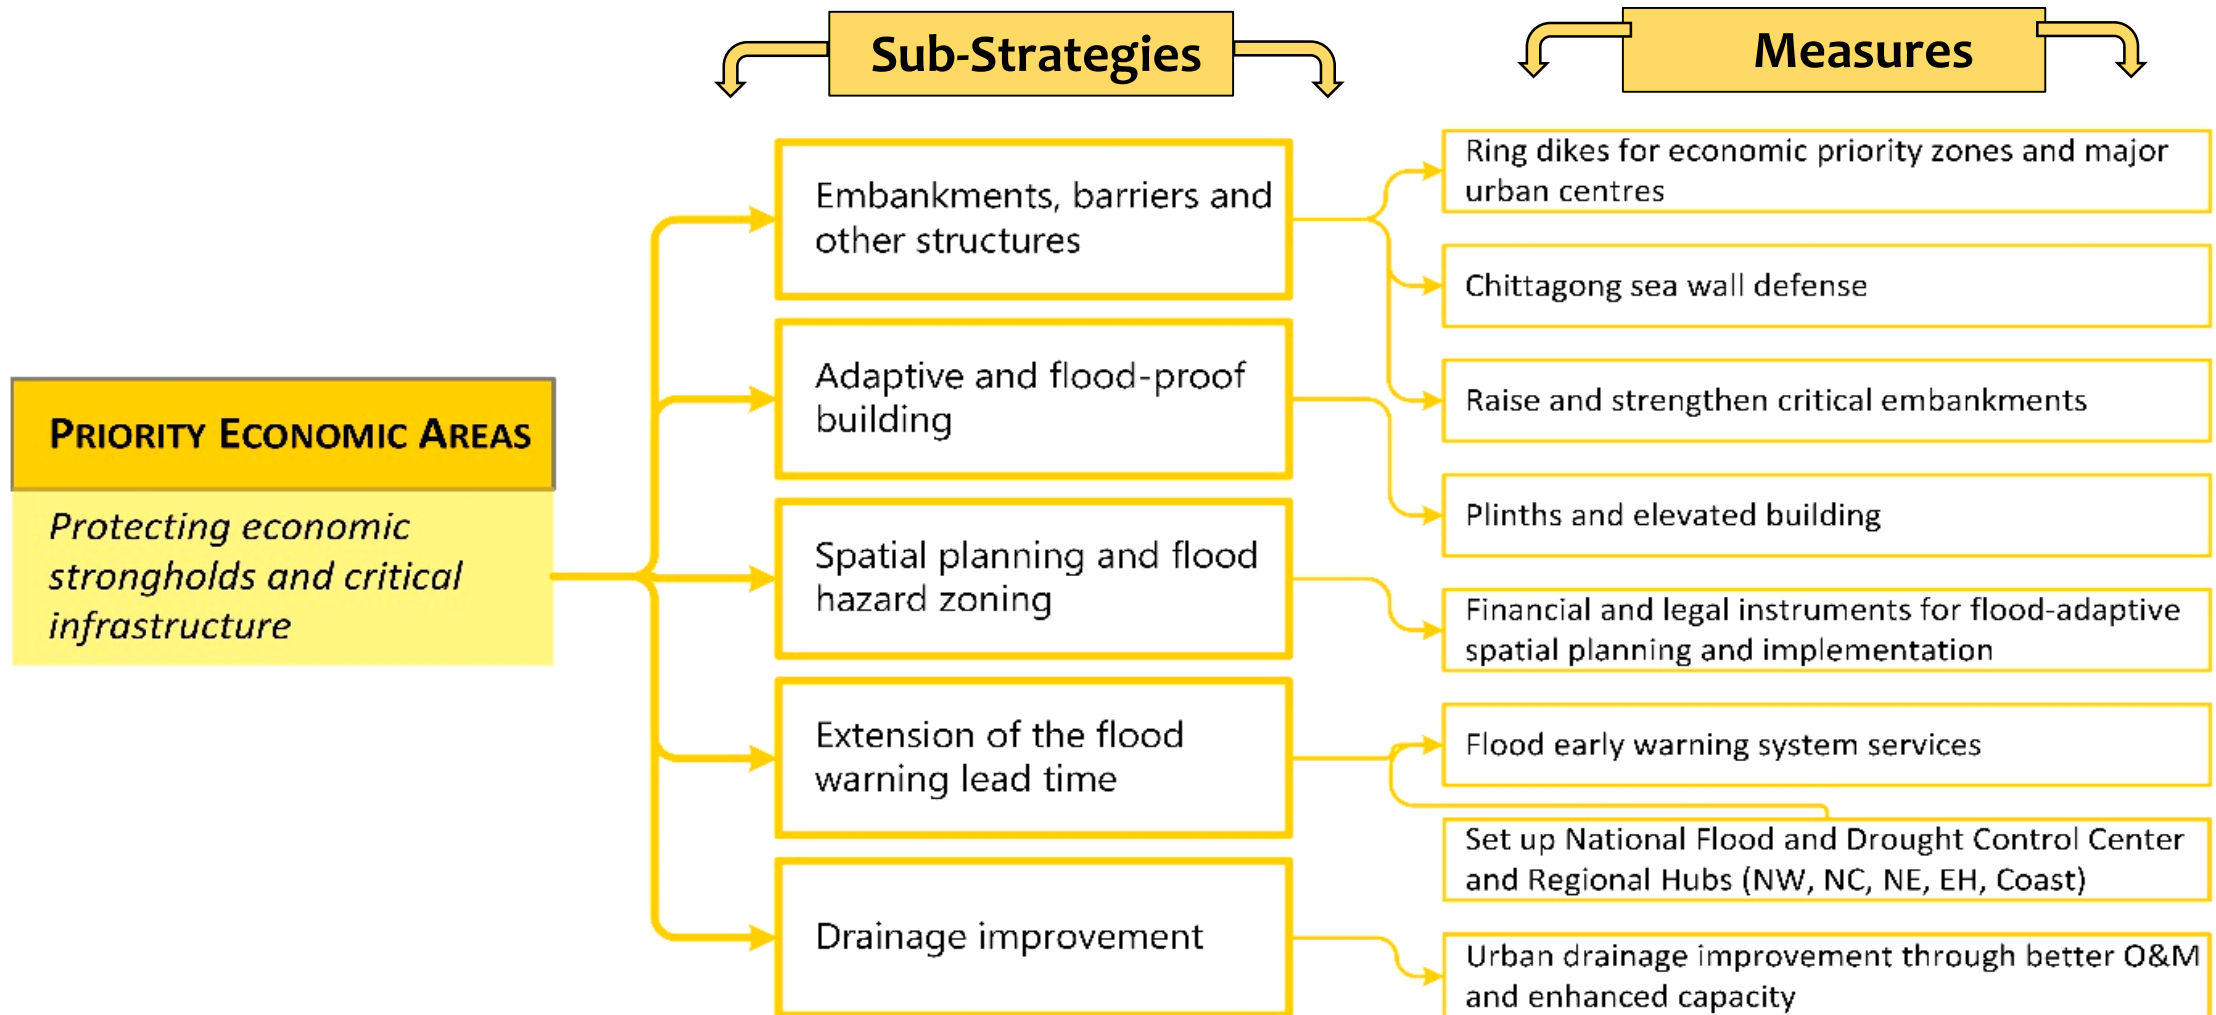 Sub-Strategies
Measures
PRIORITY ECONOMIC AREAS
Protecting economic
strongholds and critical
infrastructure
Embankments, barriers and
other structures
Adaptive and flood-proof
building
Spatial planning and flood
hazard zoning
Extension of the flood
warning lead time
Drainage improvement
Ring dikes for economic priority zones and major
urban centres
Chittagong sea wall defense
Raise and strengthen critical embankments
Plinths and elevated building
Financial and legal instruments for flood-adaptive
spatial planning and implementation
Flood early warning system services
Set up National Flood and Drought Control Center
and Regional Hubs (NW, NC, NE, EH, Coast)
Urban drainage improvement through better O&M
and enhanced capacity